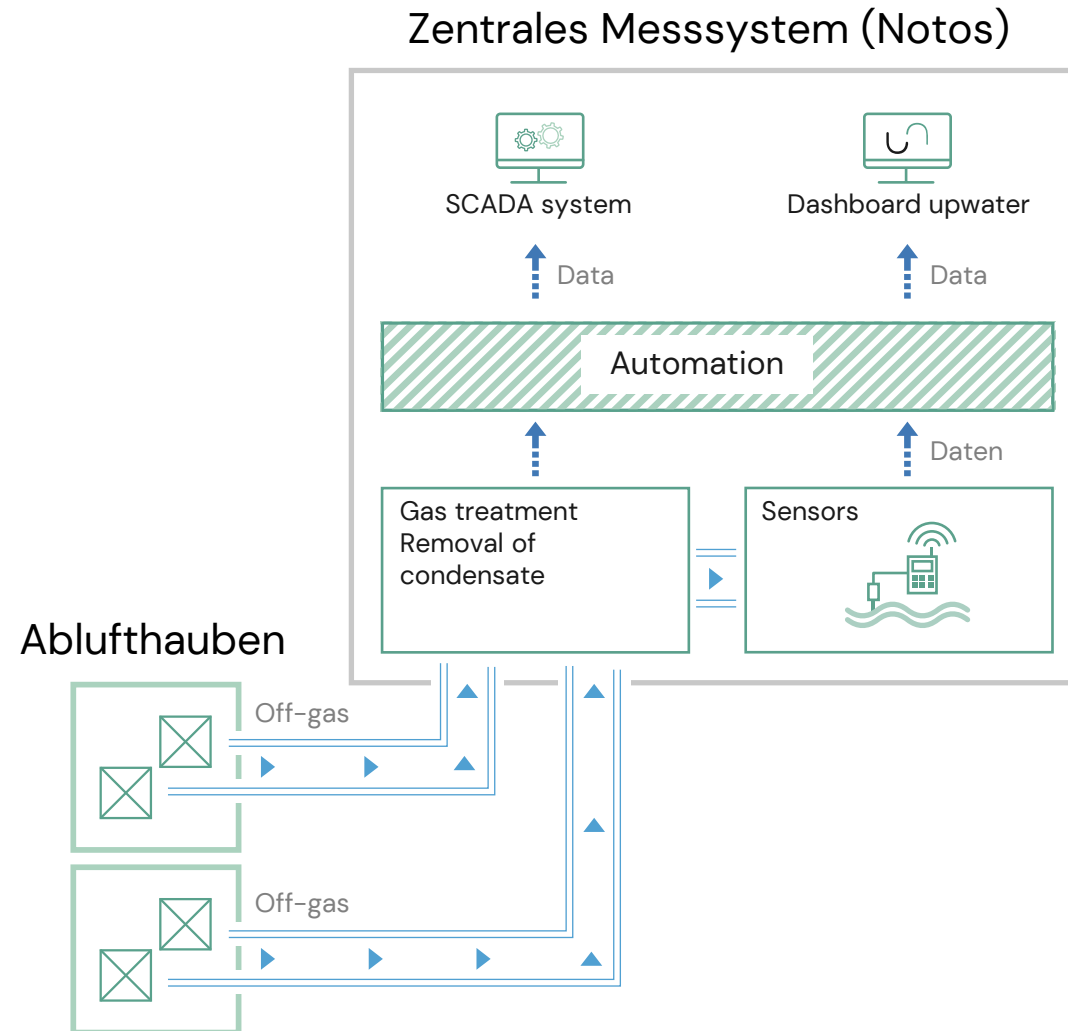 Zentrales Messsystem (Notos)
SCADA system
Dashboard upwater
Data
Data
Automation
Daten
Gas treatment
Removal of
condensate
Sensors
Ablufthauben
Off-gas
Off-gas